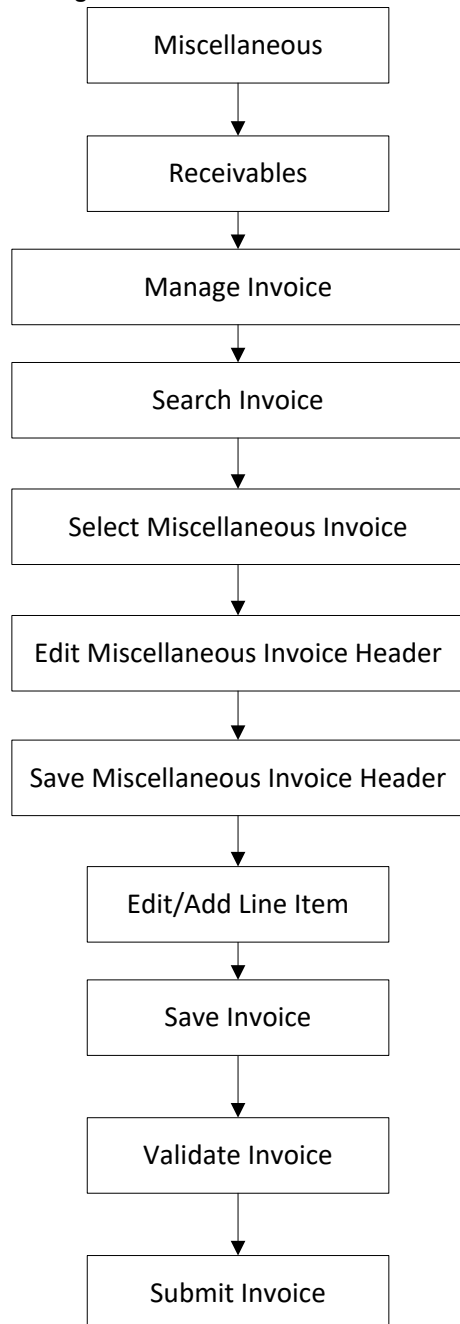 Miscellaneous
Receivables
Manage Invoice
Search Invoice
Select Miscellaneous Invoice
Edit Miscellaneous Invoice Header
Save Miscellaneous Invoice Header
Edit/Add Line Item
Save Invoice
Validate Invoice
Submit Invoice